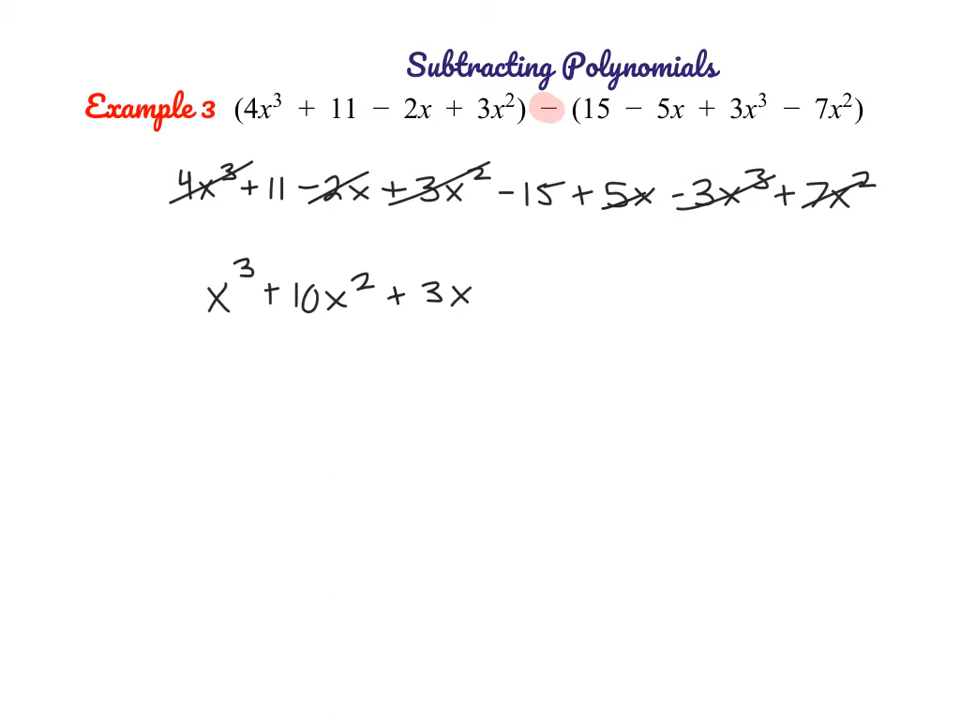 Subtracting Polynomials
Example 3 (4x³ + 11 − 2x + 3x²) − (15 − 5x + 3x³ − 7x²)
4x³ + 11 − 2x + 3x² − 15 + 5x − 3x³ + 7x²
x³ + 10x² + 3x